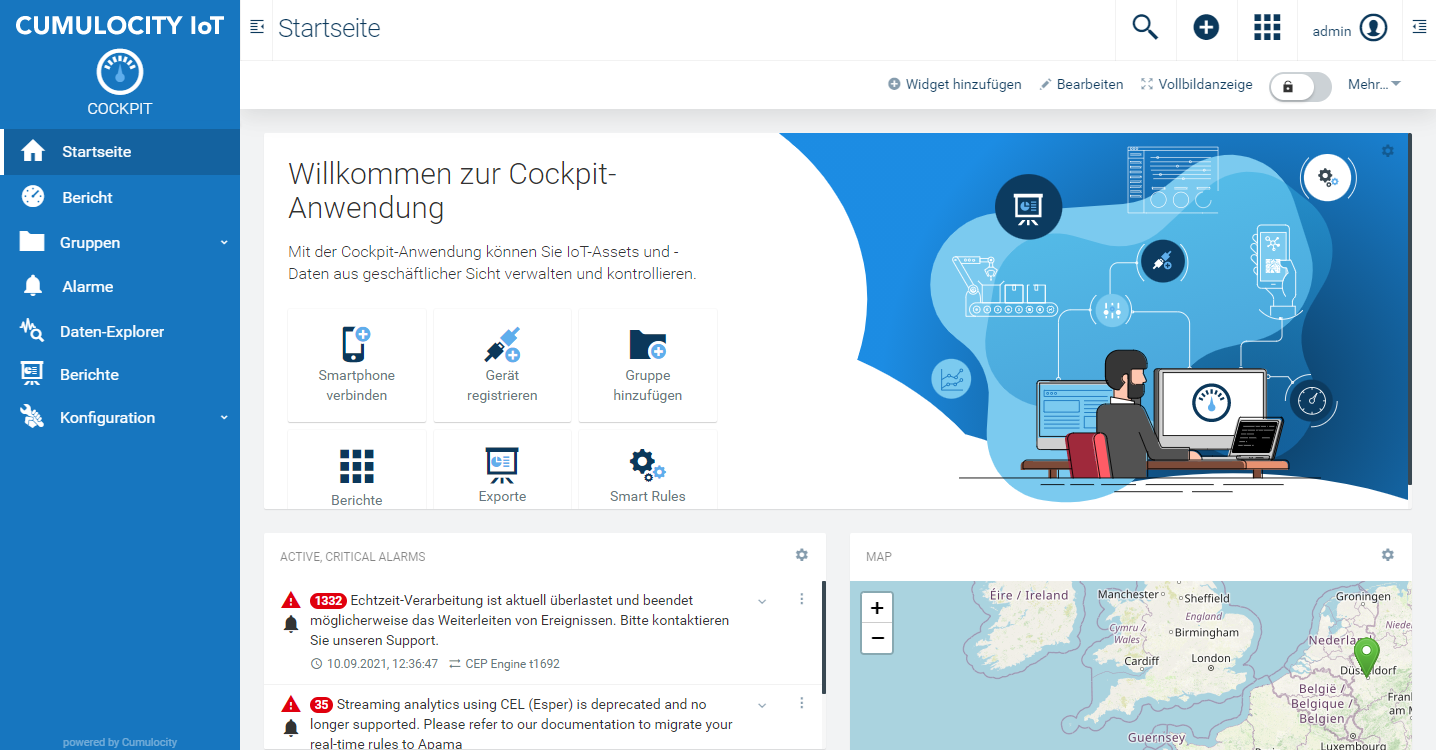 CUMULOCITY IoT
COCKPIT
Startseite
Bericht
Gruppen
Alarme
Daten-Explorer
Berichte
Konfiguration
powered by Cumulocity
Startseite
admin
Widget hinzufügen
Bearbeiten
Vollbildanzeige
Mehr...
Willkommen zur Cockpit-
Anwendung
Mit der Cockpit-Anwendung können Sie IoT-Assets und -
Daten aus geschäftlicher Sicht verwalten und kontrollieren.
Smartphone
verbinden
Gerät
registrieren
Gruppe
hinzufügen
Berichte
Exporte
Smart Rules
ACTIVE, CRITICAL ALARMS
1332 Echtzeit-Verarbeitung ist aktuell überlastet und beendet
möglicherweise das Weiterleiten von Ereignissen. Bitte kontaktieren
Sie unseren Support.
10.09.2021, 12:36:47 CEP Engine t1692
35 Streaming analytics using CEL (Esper) is deprecated and no
longer supported. Please refer to our documentation to migrate your
real-time rules to Apama
MAP
+
−
Éire / Ireland
Manchester
Sheffield
England
Cymru /
Wales
Birmingham
Cardiff
London
Guernsey
Groningen
Nederland
Niede
Düsseldorf
België /
Belgique /
Belgien
Frank
am M
Luxembourg